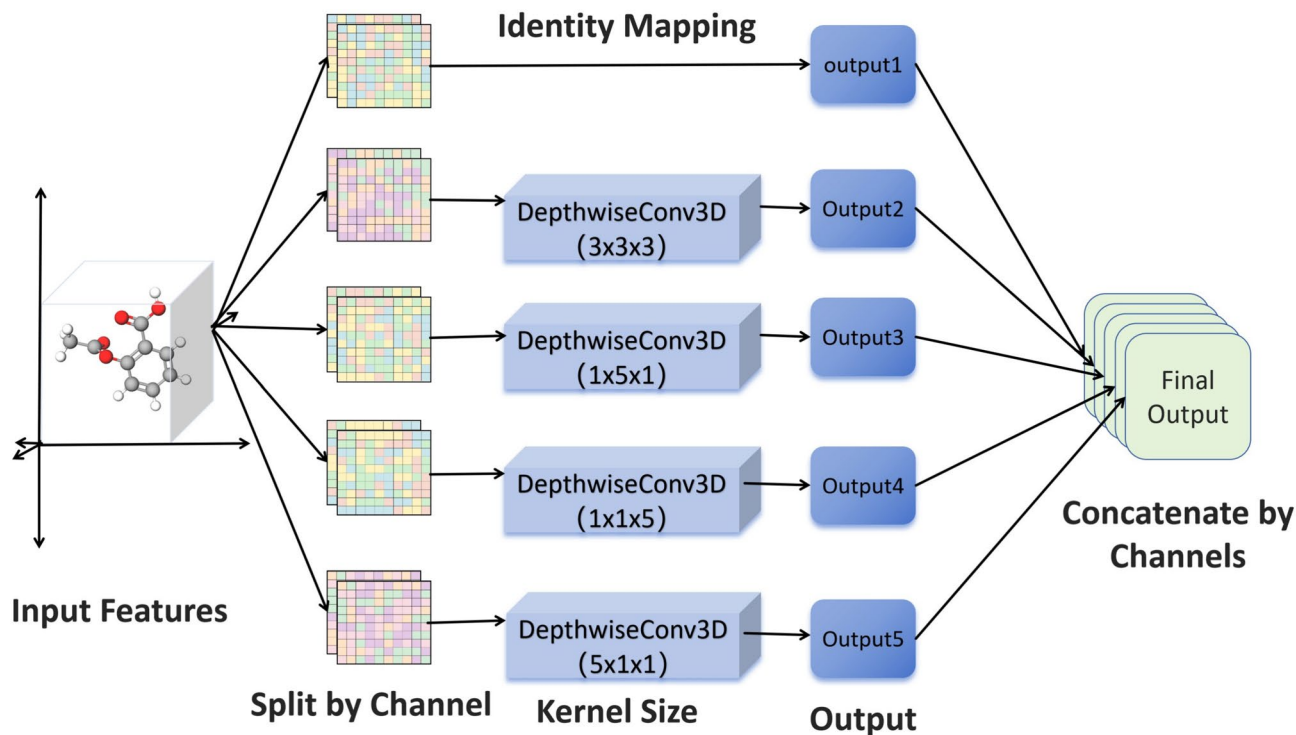 Identity Mapping
output1
DepthwiseConv3D
(3x3x3)
Output2
DepthwiseConv3D
(1x5x1)
Output3
DepthwiseConv3D
(1x1x5)
Output4
DepthwiseConv3D
(5x1x1)
Output5
Final
Output
Concatenate by
Channels
Input Features
Split by Channel
Kernel Size
Output